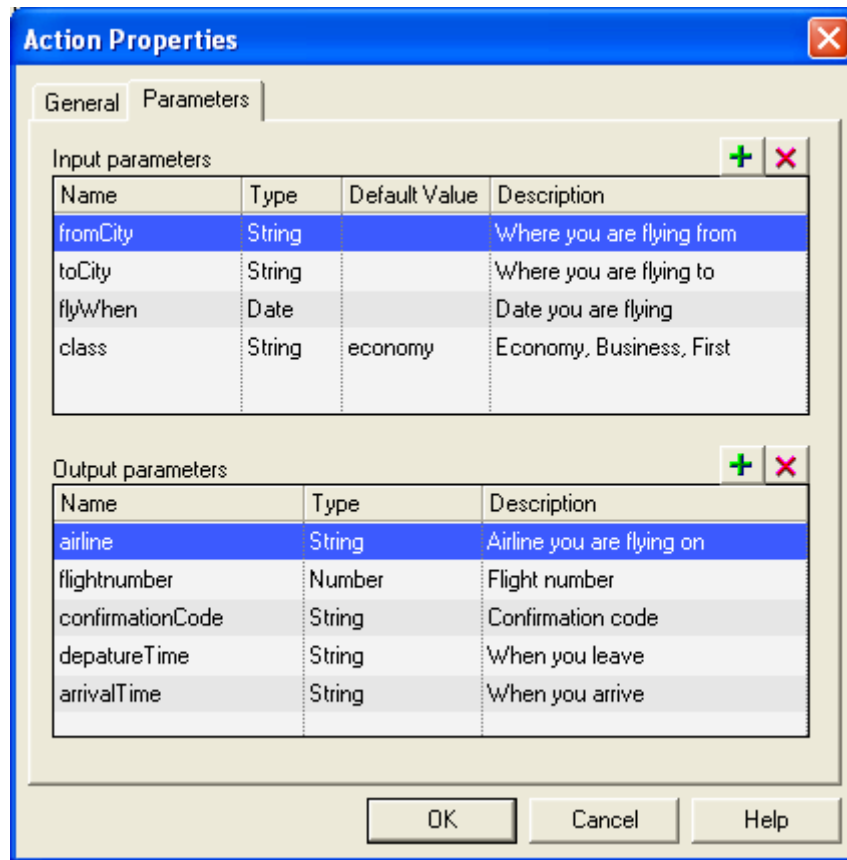 Action Properties
General Parameters
Input parameters
Name Type Default Value Description
fromCity String Where you are flying from
toCity String Where you are flying to
flyWhen Date Date you are flying
class String economy Economy, Business, First
Output parameters
Name Type Description
airline String Airline you are flying on
flightnumber Number Flight number
confirmationCode String Confirmation code
depatureTime String When you leave
arrivalTime String When you arrive
OK Cancel Help